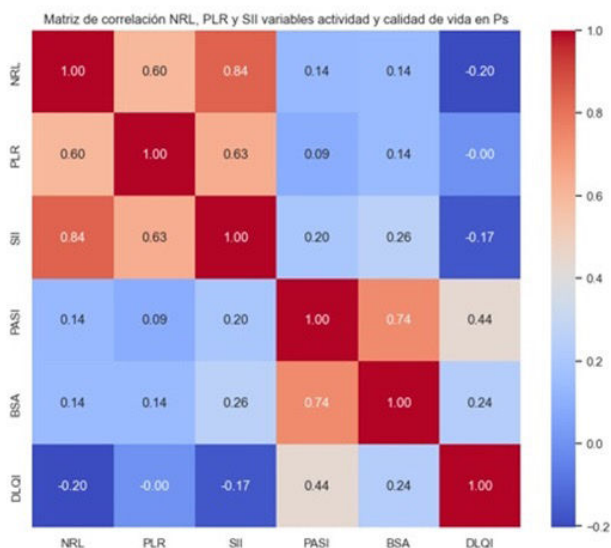 Matriz de correlación NRL, PLR y SII variables actividad y calidad de vida en Ps
NRL 1.00 0.60 0.84 0.14 0.14 -0.20
PLR 0.60 1.00 0.63 0.09 0.14 -0.00
SII 0.84 0.63 1.00 0.20 0.26 -0.17
PASI 0.14 0.09 0.20 1.00 0.74 0.44
BSA 0.14 0.14 0.26 0.74 1.00 0.24
DLQI -0.20 -0.00 -0.17 0.44 0.24 1.00
NRL PLR SII PASI BSA DLQI
1.0
0.8
0.6
0.4
0.2
0.0
-0.2